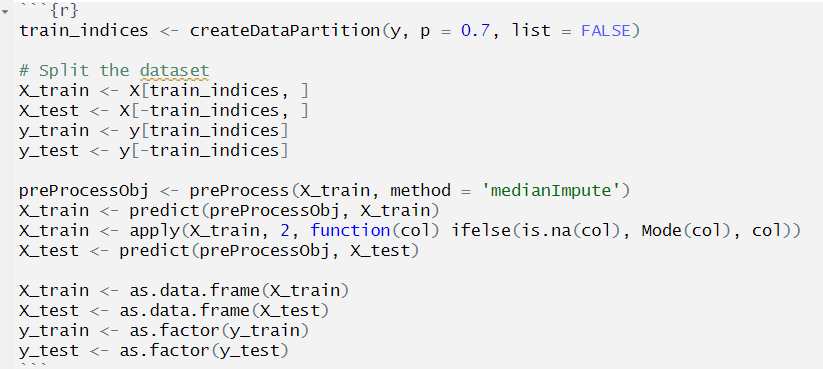 ```{r}
train_indices <- createDataPartition(y, p = 0.7, list = FALSE)
# Split the dataset
X_train <- X[train_indices, ]
X_test <- X[-train_indices, ]
y_train <- y[train_indices]
y_test <- y[-train_indices]
preProcessObj <- preProcess(X_train, method = 'medianImpute')
X_train <- predict(preProcessObj, X_train)
X_train <- apply(X_train, 2, function(col) ifelse(is.na(col), Mode(col), col))
X_test <- predict(preProcessObj, X_test)
X_train <- as.data.frame(X_train)
X_test <- as.data.frame(X_test)
y_train <- as.factor(y_train)
y_test <- as.factor(y_test)
```